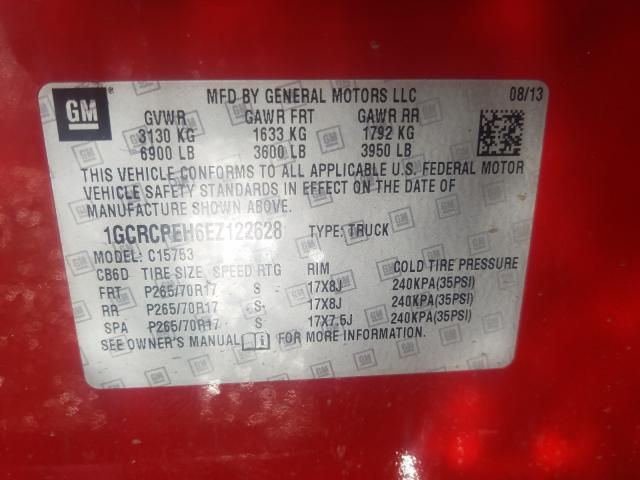 GM
MFD BY GENERAL MOTORS LLC 08/13
GVWR GAWR FRT GAWR RR
3130 KG 1633 KG 1792 KG
6900 LB 3600 LB 3950 LB
THIS VEHICLE CONFORMS TO ALL APPLICABLE U.S. FEDERAL MOTOR
VEHICLE SAFETY STANDARDS IN EFFECT ON THE DATE OF
MANUFACTURE SHOWN ABOVE.
1GCRCPEH6EZ122628 TYPE: TRUCK
MODEL: C15753
CB6D TIRE SIZE SPEED RTG RIM COLD TIRE PRESSURE
FRT P265/70R17 S 17X8J 240KPA(35PSI)
RR P265/70R17 S 17X8J 240KPA(35PSI)
SPA P265/70R17 S 17X7.5J 240KPA(35PSI)
SEE OWNER'S MANUAL FOR MORE INFORMATION.